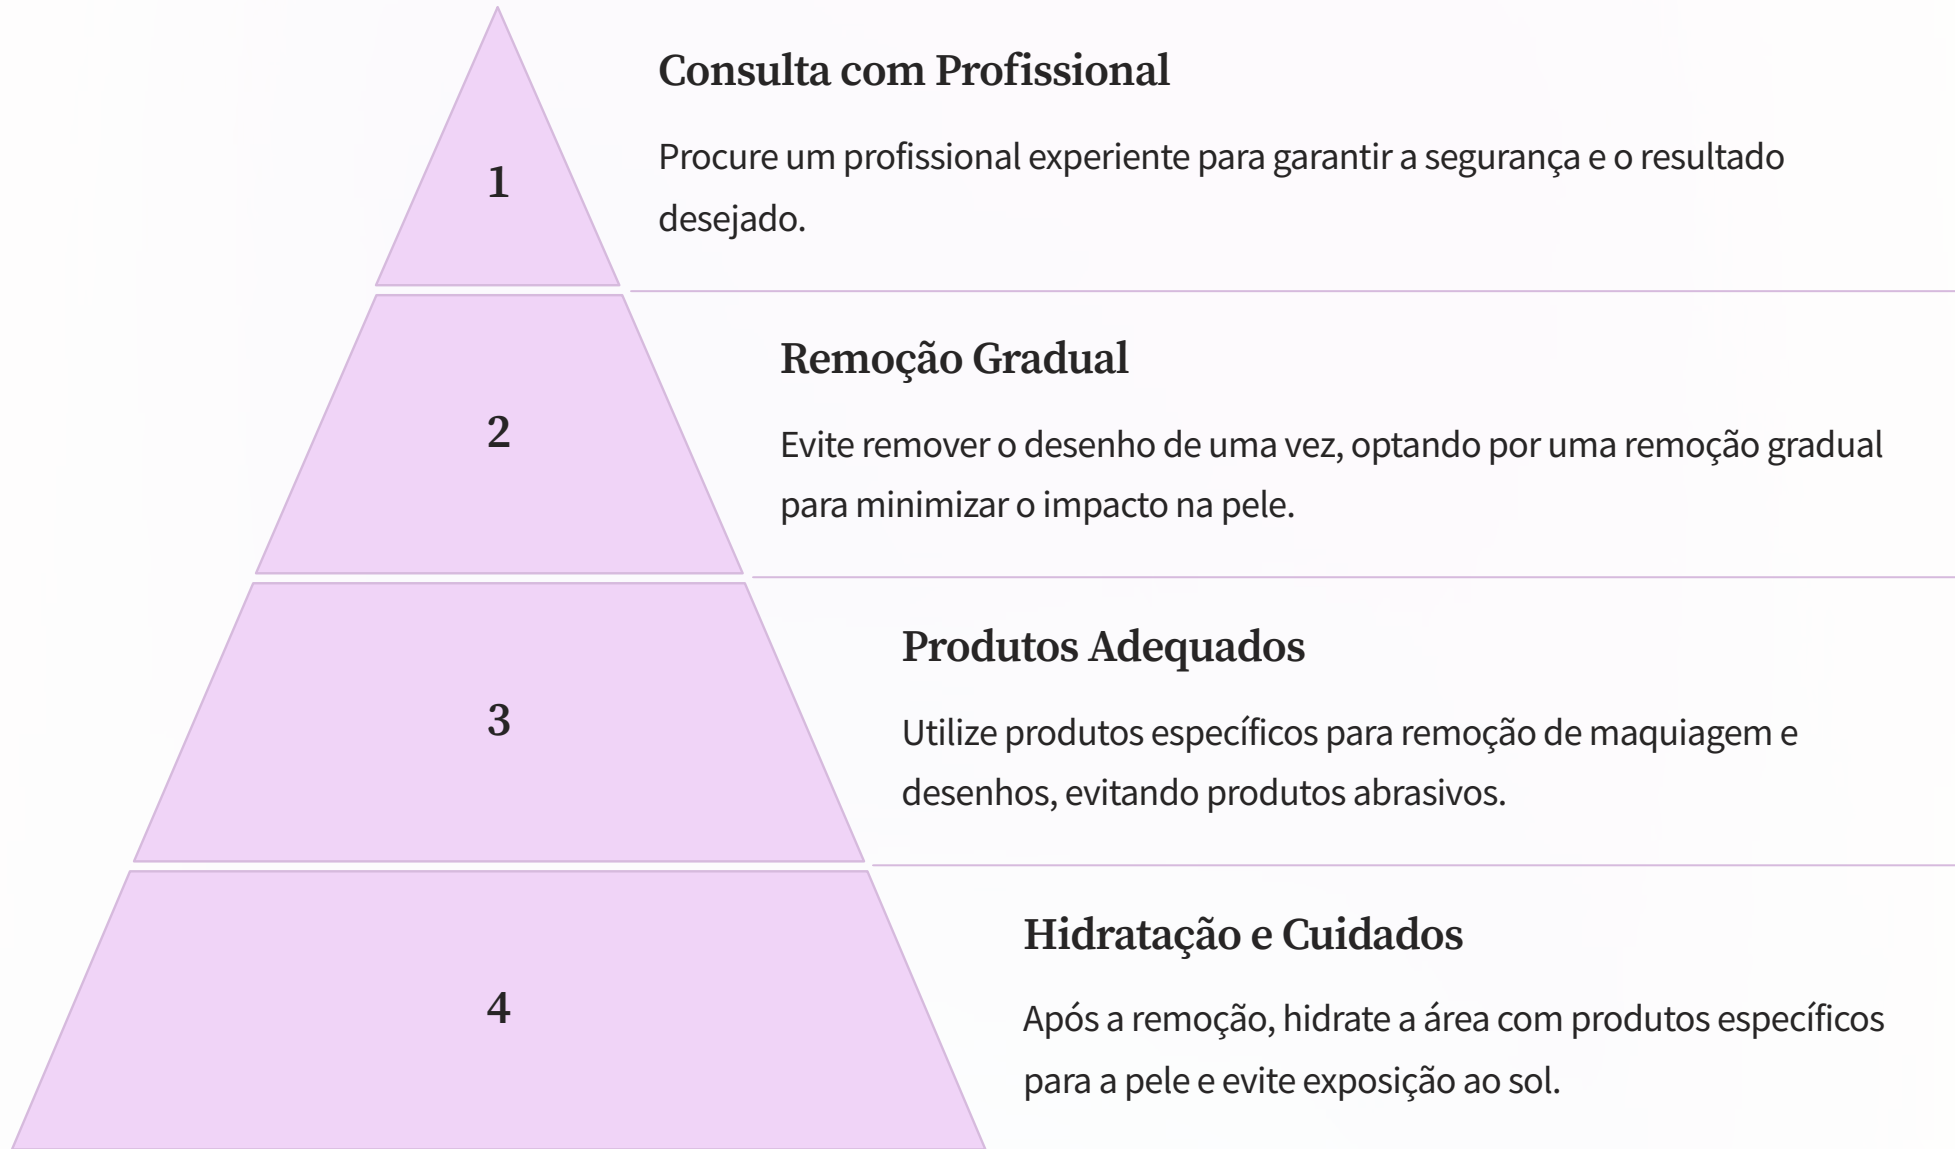 Consulta com Profissional
1
Procure um profissional experiente para garantir a segurança e o resultado
desejado.
Remoção Gradual
2
Evite remover o desenho de uma vez, optando por uma remoção gradual
para minimizar o impacto na pele.
Produtos Adequados
3
Utilize produtos específicos para remoção de maquiagem e
desenhos, evitando produtos abrasivos.
Hidratação e Cuidados
4
Após a remoção, hidrate a área com produtos específicos
para a pele e evite exposição ao sol.